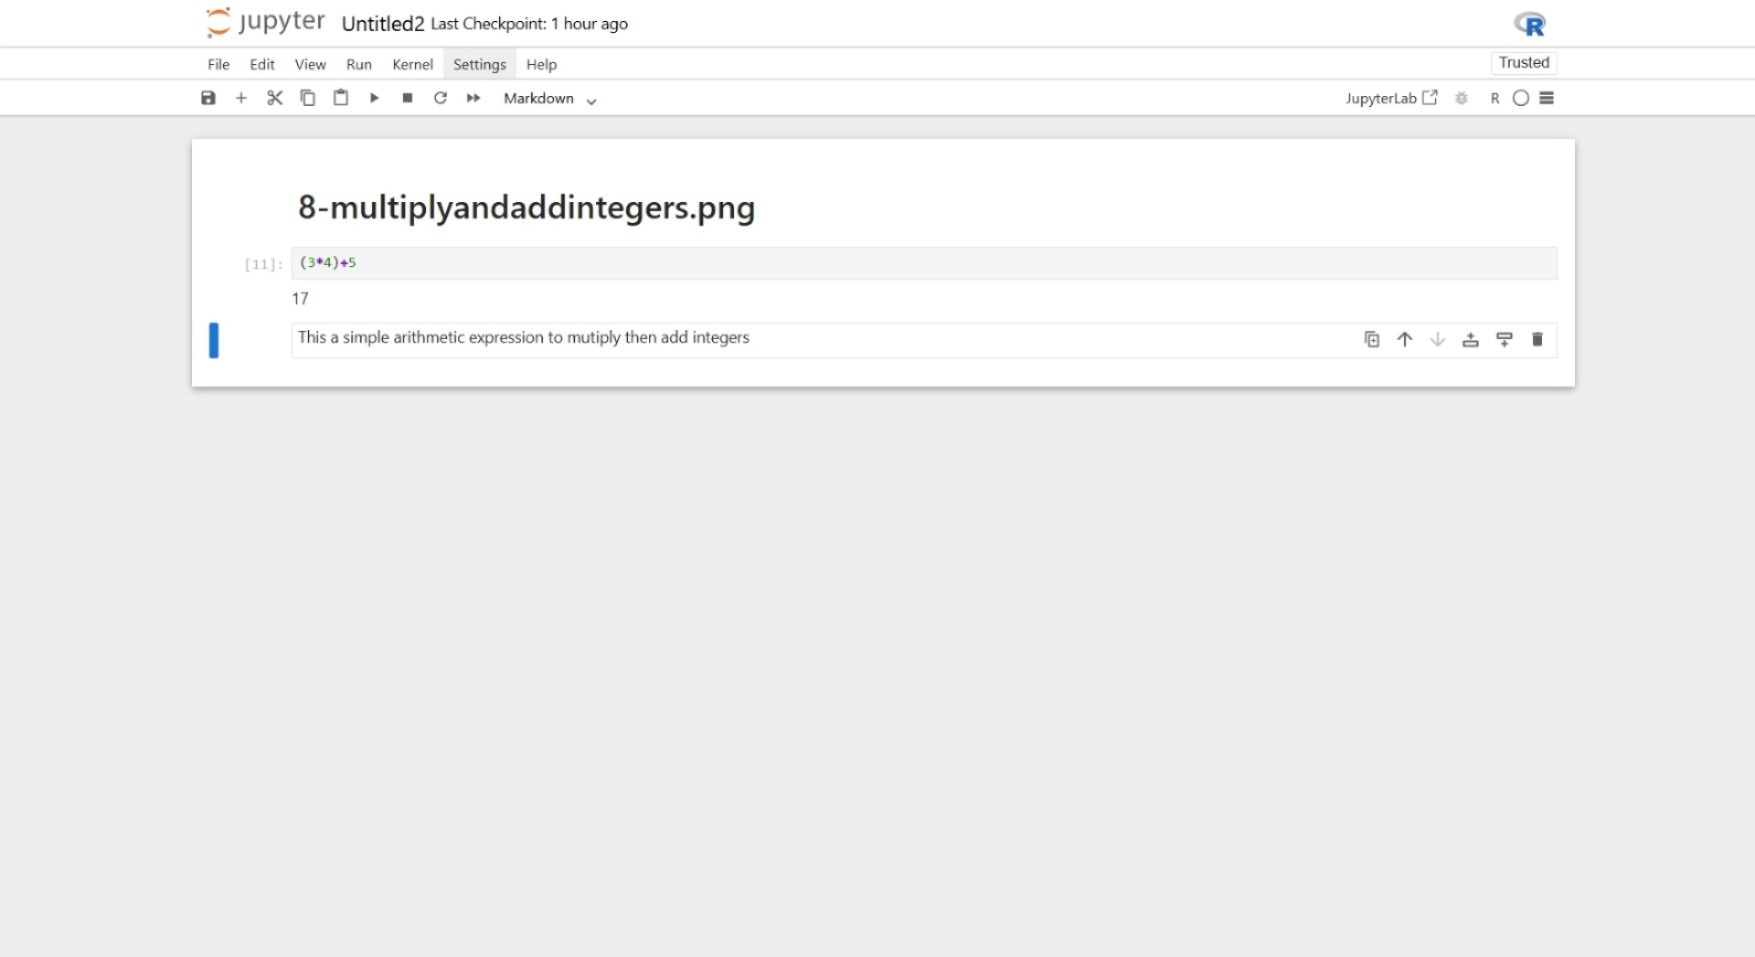 jupyter Untitled2 Last Checkpoint: 1 hour ago
R
File Edit View Run Kernel Settings Help
Trusted
Markdown
JupyterLab R
8-multiplyandaddintegers.png
[11]: (3*4)+5
17
This a simple arithmetic expression to mutiply then add integers